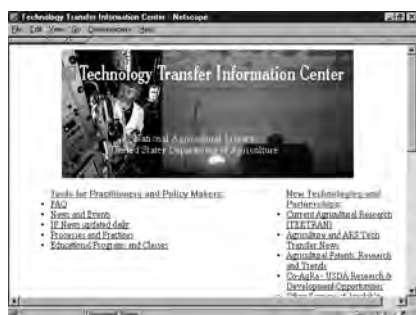 Technology Transfer Information Center - Netscape
File Edit View Go Communicator Help
Technology Transfer Information Center
National Agricultural Library
United States Department of Agriculture
Tools for Practitioners and Policy Makers:
• FAQ
• News and Events
• IP News updated daily
• Processes and Practices
• Educational Programs and Classes
New Technologies and
Partnerships:
• Current Agricultural Research
(TEKTRAN)
• Agriculture and ARS Tech
Transfer News
• Agricultural Patents, Research
and Trends
• USDA Research &
Development Opportunities